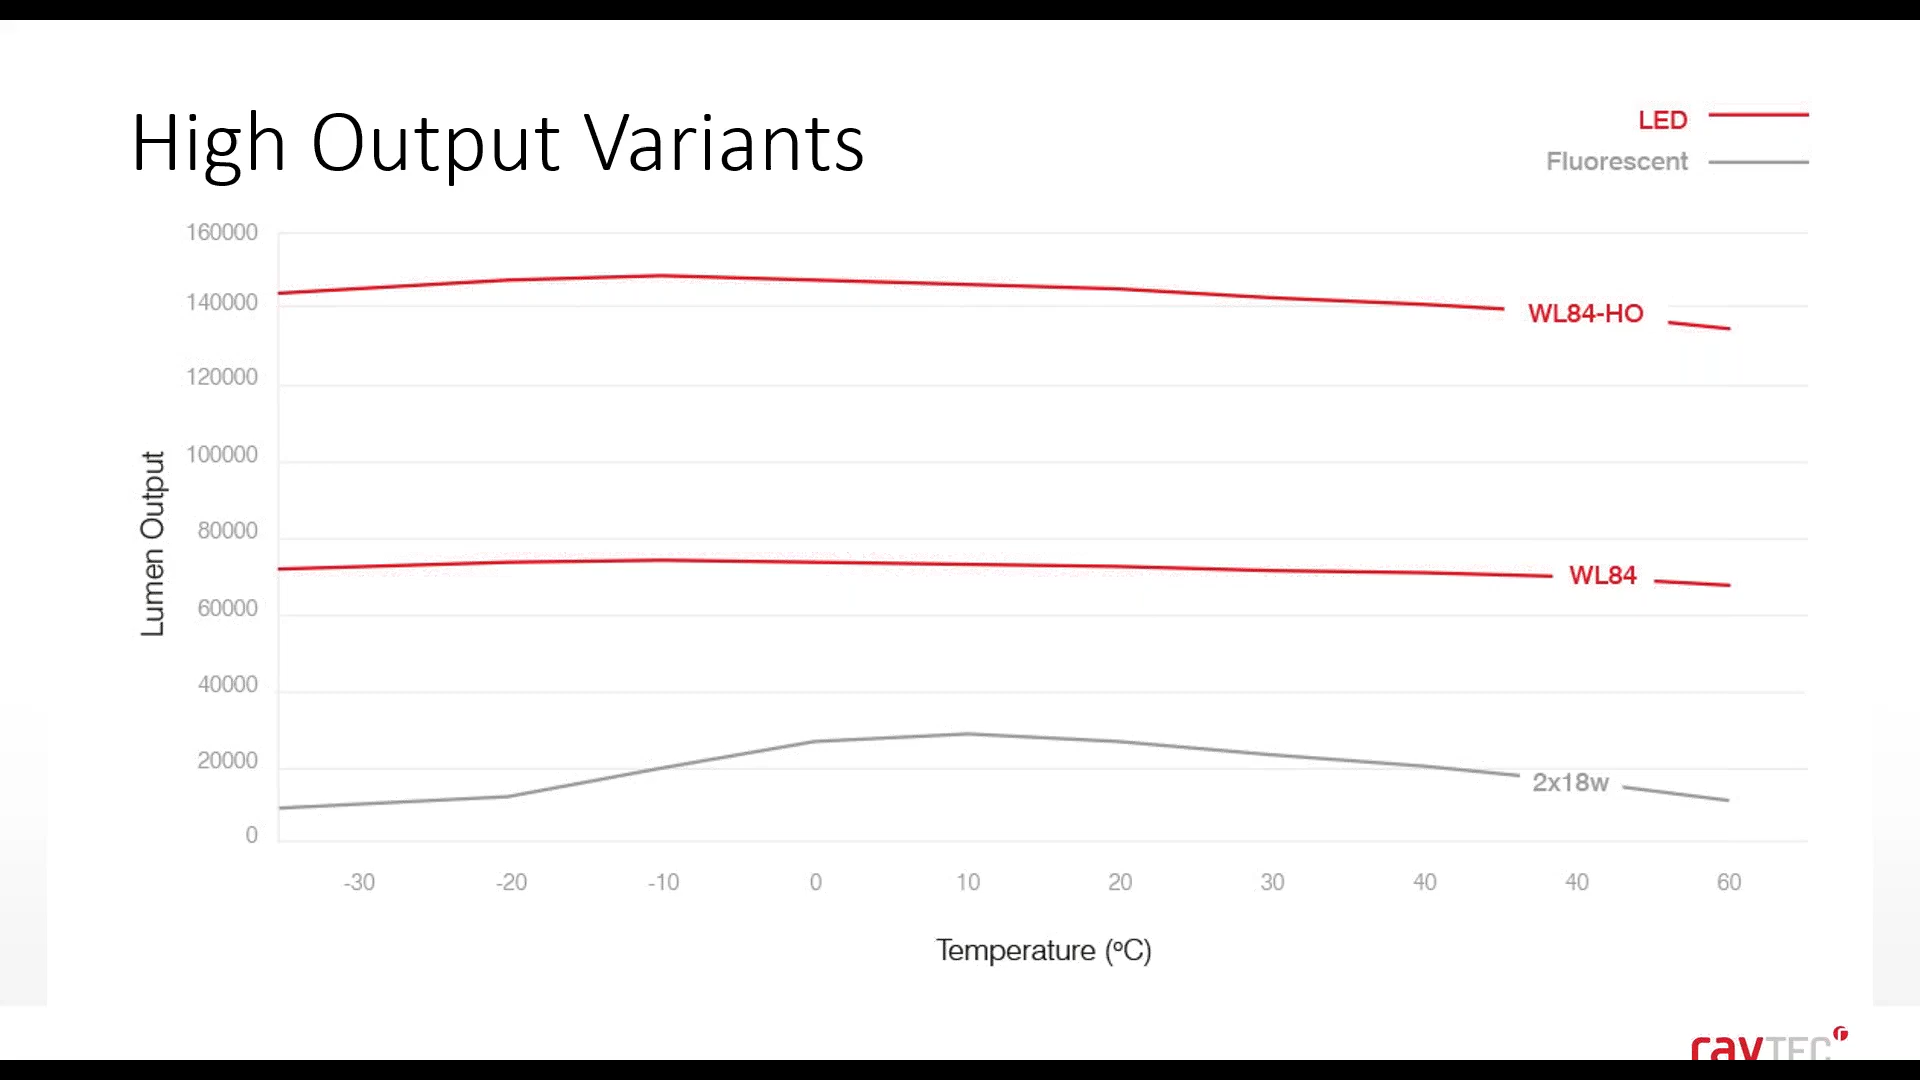 High Output Variants
LED
Fluorescent
160000
140000
120000
100000
80000
60000
40000
20000
0
Lumen Output
WL84-HO
WL84
2x18w
-30 -20 -10 0 10 20 30 40 40 60
Temperature (ºC)